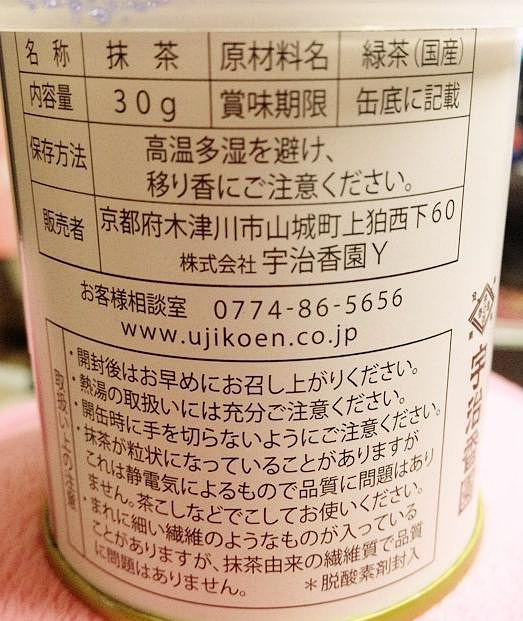 名称 抹茶 原材料名 緑茶(国産)
内容量 30g 賞味期限 缶底に記載
保存方法 高温多湿を避け、
移り香にご注意ください。
販売者 京都府木津川市山城町上狛西下60
株式会社 宇治香園Y
お客様相談室 0774-86-5656
www.ujikoen.co.jp
取扱い上の注意
・開封後はお早めにお召し上がりください。
・熱湯の取扱いには充分ご注意ください。
・開缶時に手を切らないようにご注意ください。
・抹茶が粒状になっていることがありますが
これは静電気によるもので品質に問題はあり
ません。茶こしなどでこしてお使いください。
・まれに細い繊維のようなものが入っている
ことがありますが、抹茶由来の繊維質で品質
に問題はありません。 *脱酸素剤封入
宇治香園